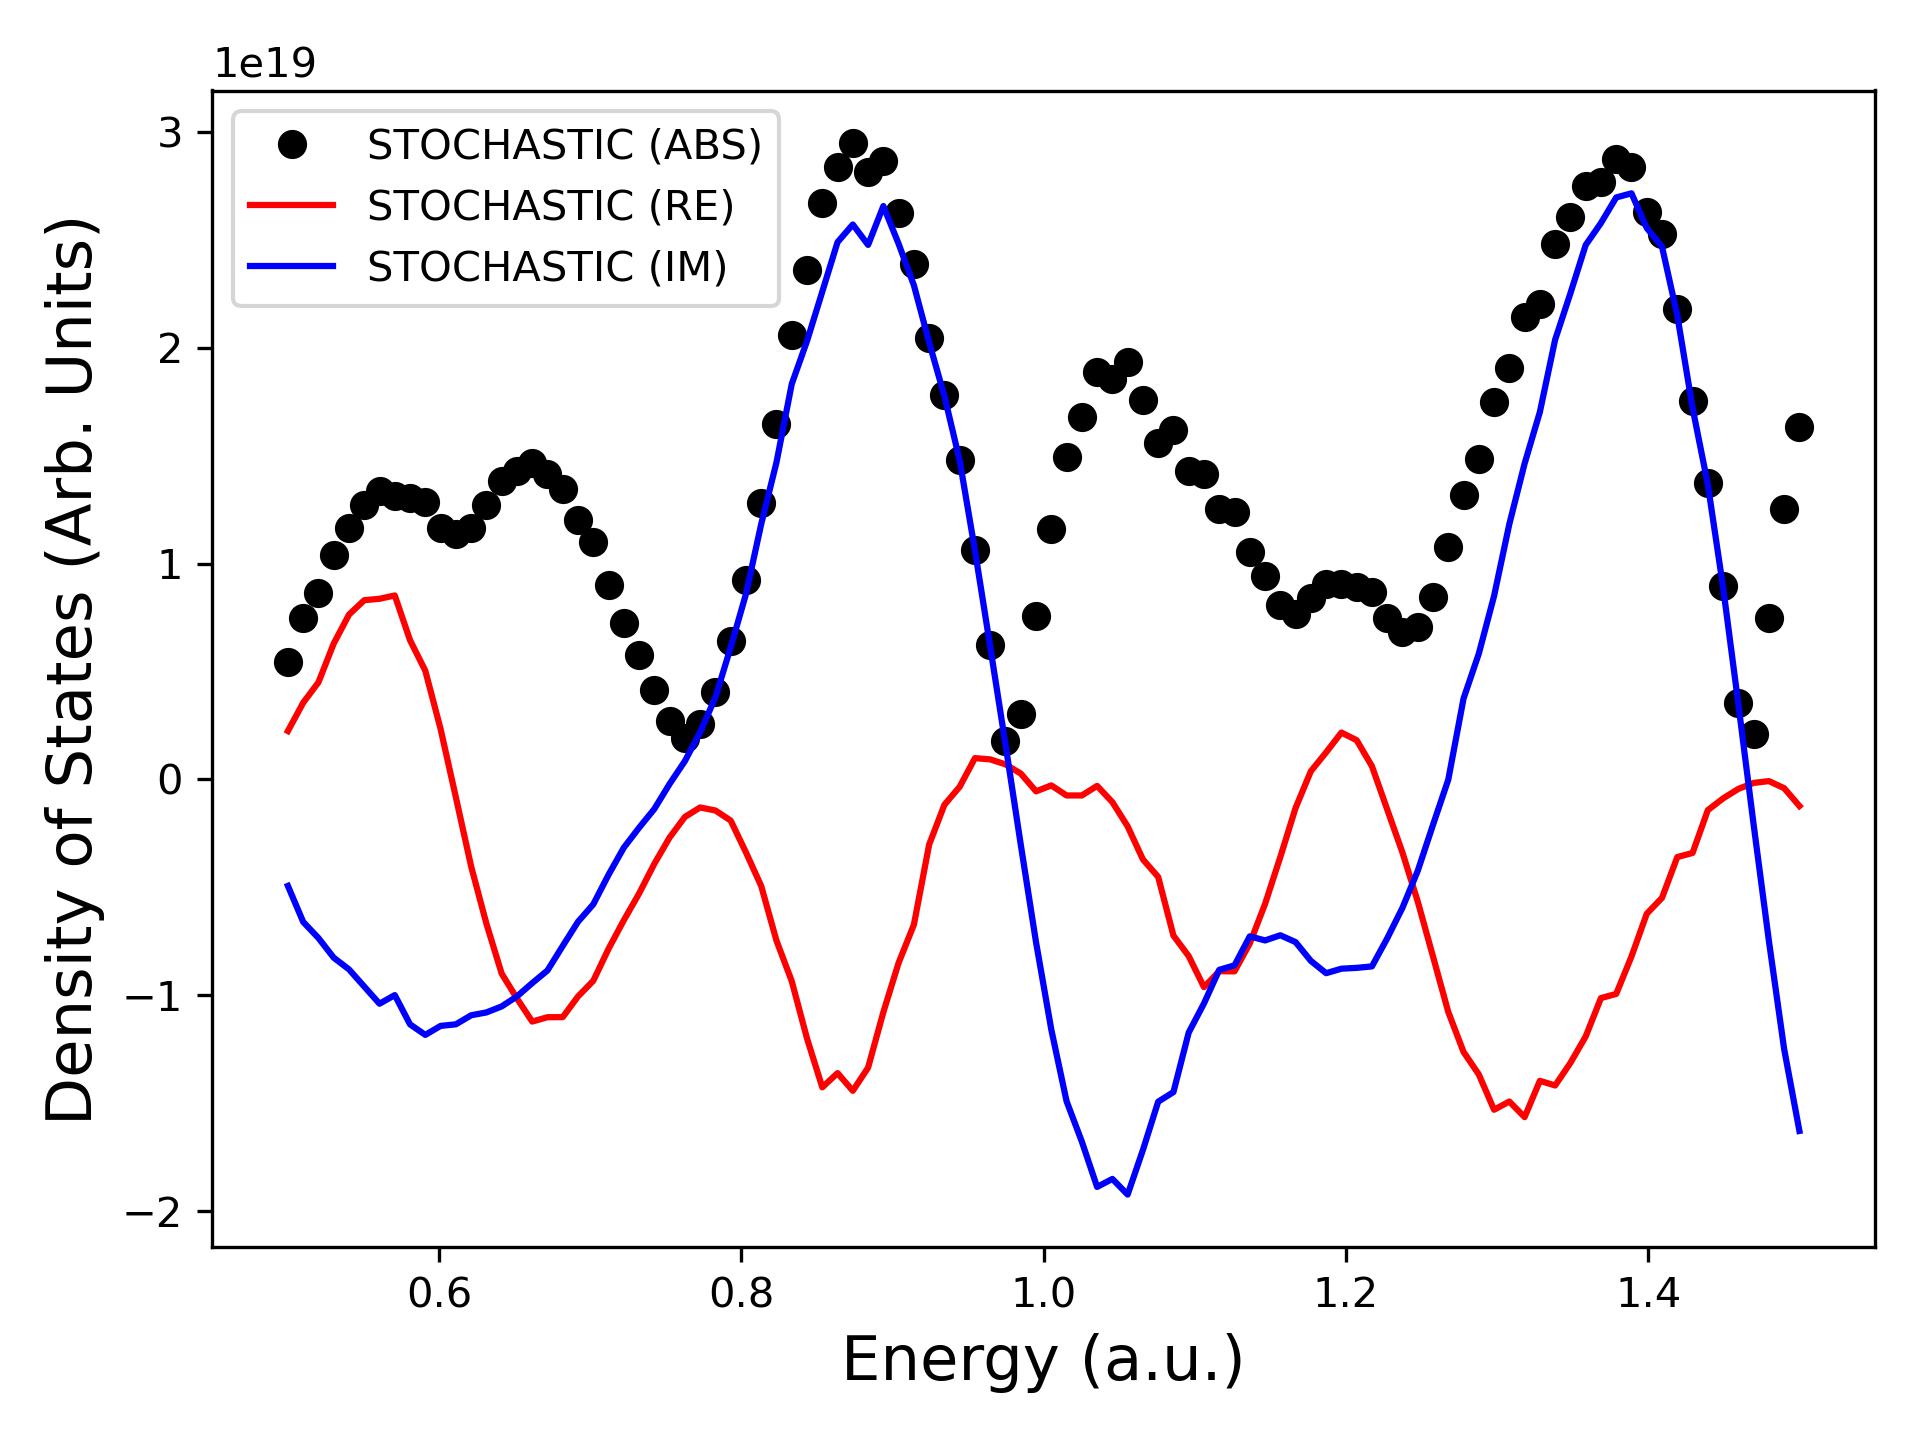 1e19
3
2
1
0
−1
−2
STOCHASTIC (ABS)
STOCHASTIC (RE)
STOCHASTIC (IM)
Density of States (Arb. Units)
0.6 0.8 1.0 1.2 1.4
Energy (a.u.)